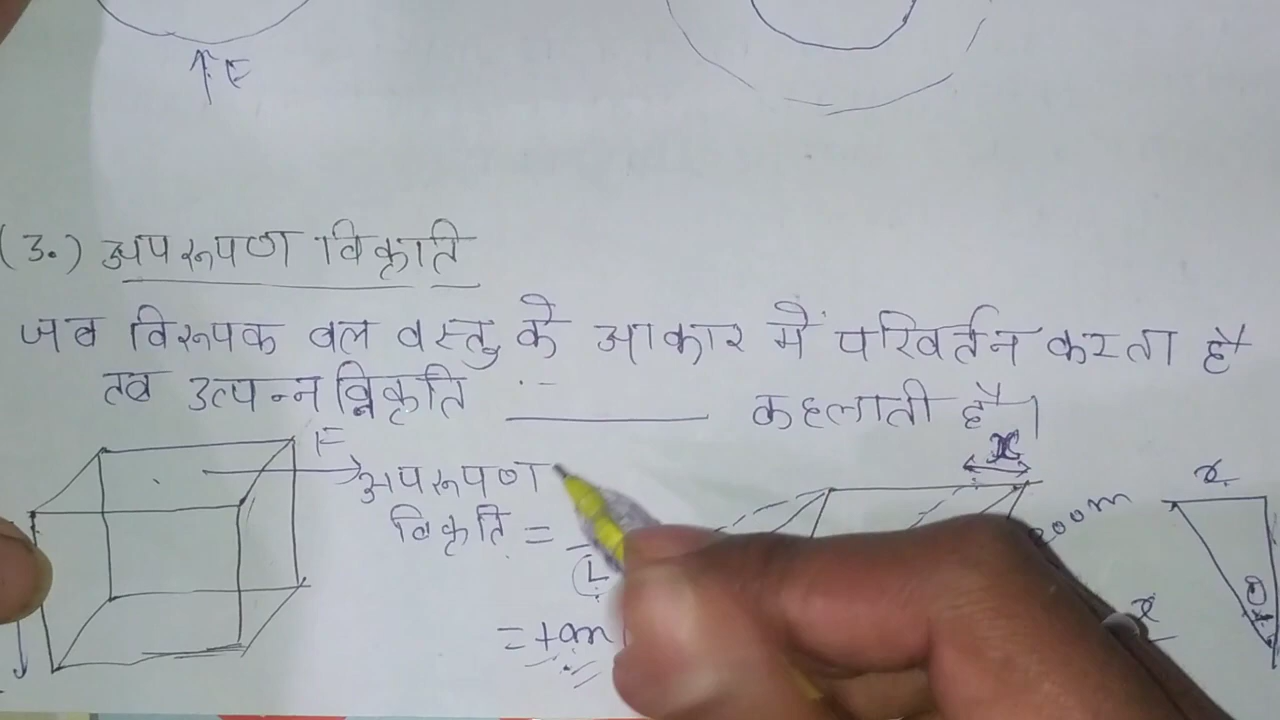 ↑F
(3.) अपरूपण विकृति
जब विरूपक बल वस्तु के आकार में परिवर्तन करता है
तब उत्पन्न विकृति ______ कहलाती है।
F
x
x
अपरूपण
विकृति =
L
200m
= tan
x